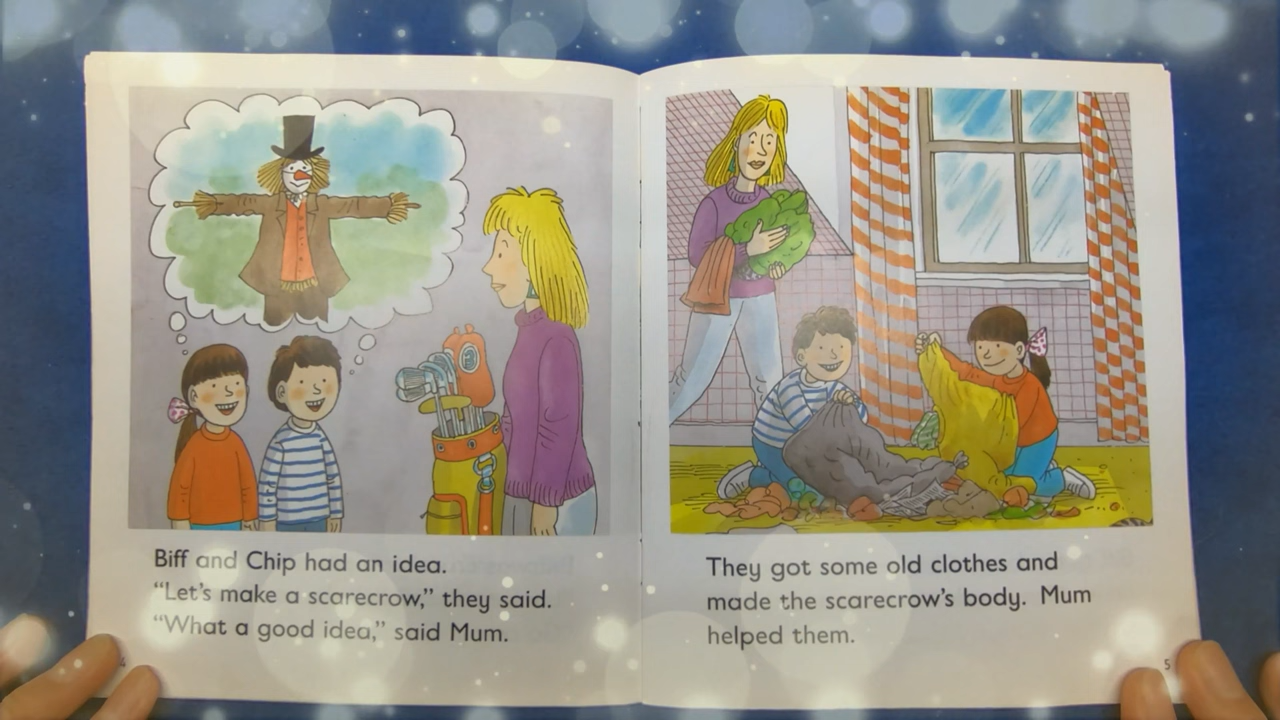 Biff and Chip had an idea.
“Let’s make a scarecrow,” they said.
“What a good idea,” said Mum.
4
They got some old clothes and
made the scarecrow’s body. Mum
helped them.
5